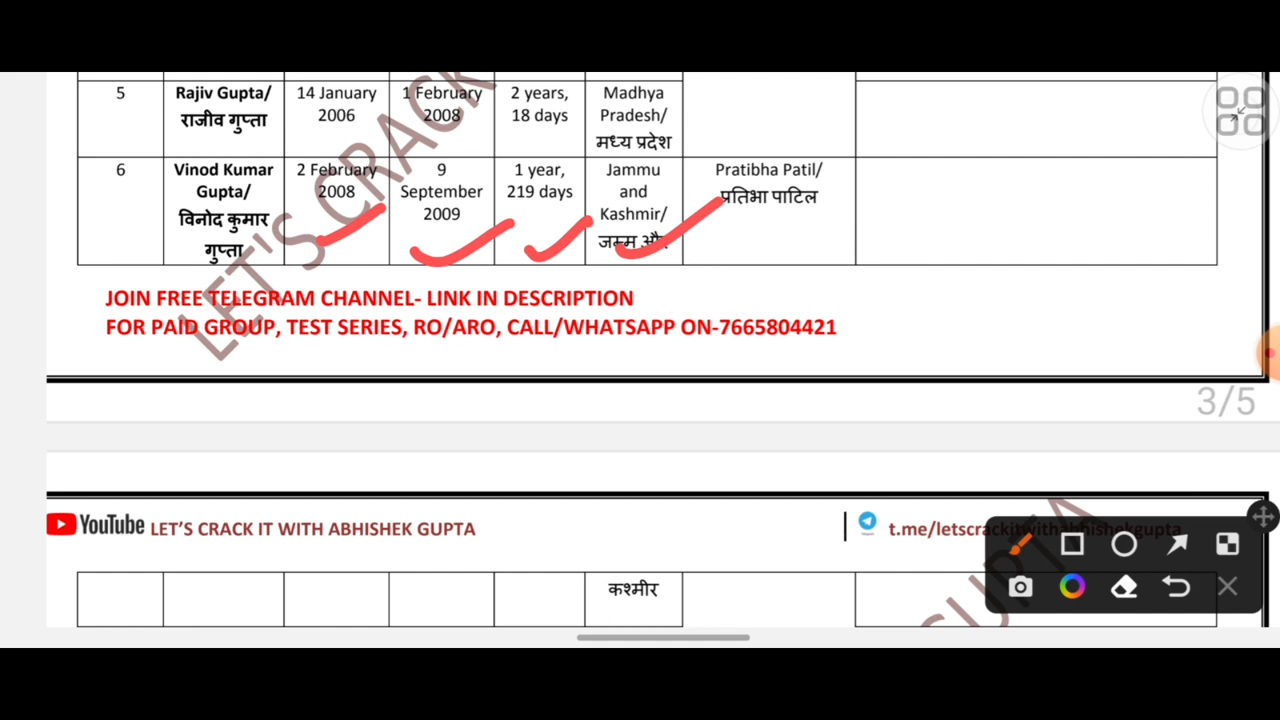 5
Rajiv Gupta/
राजीव गुप्ता
14 January
2006
1 February
2008
2 years,
18 days
Madhya
Pradesh/
मध्य प्रदेश
6
Vinod Kumar
Gupta/
विनोद कुमार
गुप्ता
2 February
2008
9
September
2009
1 year,
219 days
Jammu
and
Kashmir/
जम्मू और
Pratibha Patil/
प्रतिभा पाटिल
LET'S CRACK
JOIN FREE TELEGRAM CHANNEL- LINK IN DESCRIPTION
FOR PAID GROUP, TEST SERIES, RO/ARO, CALL/WHATSAPP ON-7665804421
3/5
YouTube LET'S CRACK IT WITH ABHISHEK GUPTA
t.me/letscrackitwithabhishekgupta
कश्मीर
GUPTA